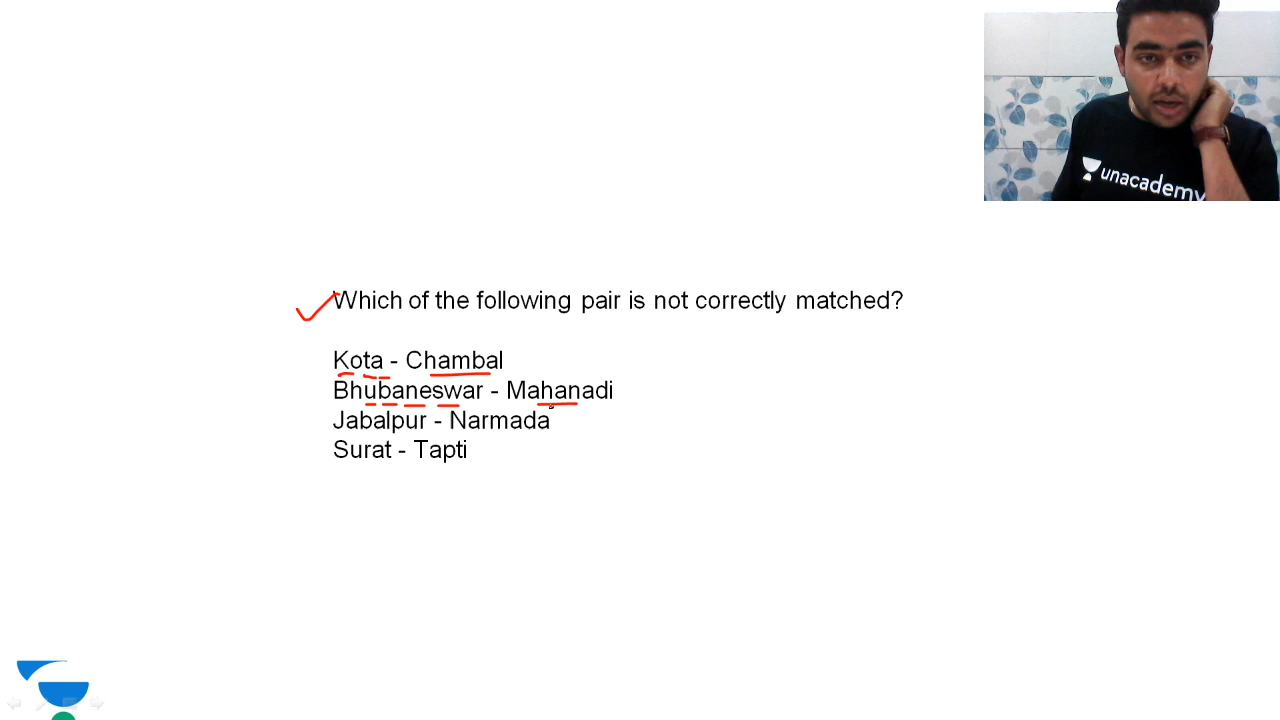 unacademy
Which of the following pair is not correctly matched?
Kota - Chambal
Bhubaneswar - Mahanadi
Jabalpur - Narmada
Surat - Tapti